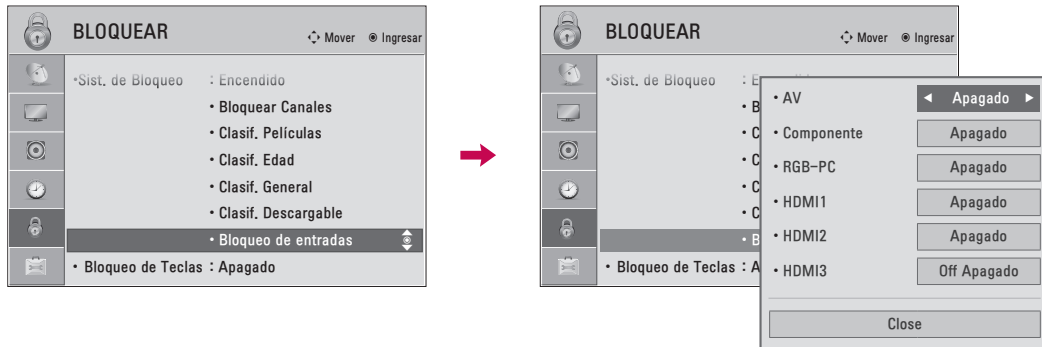 BLOQUEAR
Mover Ingresar
•Sist. de Bloqueo : Encendido
• Bloquear Canales
• Clasif. Películas
• Clasif. Edad
• Clasif. General
• Clasif. Descargable
• Bloqueo de entradas
• Bloqueo de Teclas : Apagado
BLOQUEAR
Mover Ingresar
•Sist. de Bloqueo : E
• B
• C
• C
• C
• C
• B
• Bloqueo de Teclas : A
• AV ◄ Apagado ►
• Componente Apagado
• RGB-PC Apagado
• HDMI1 Apagado
• HDMI2 Apagado
• HDMI3 Off Apagado
Close